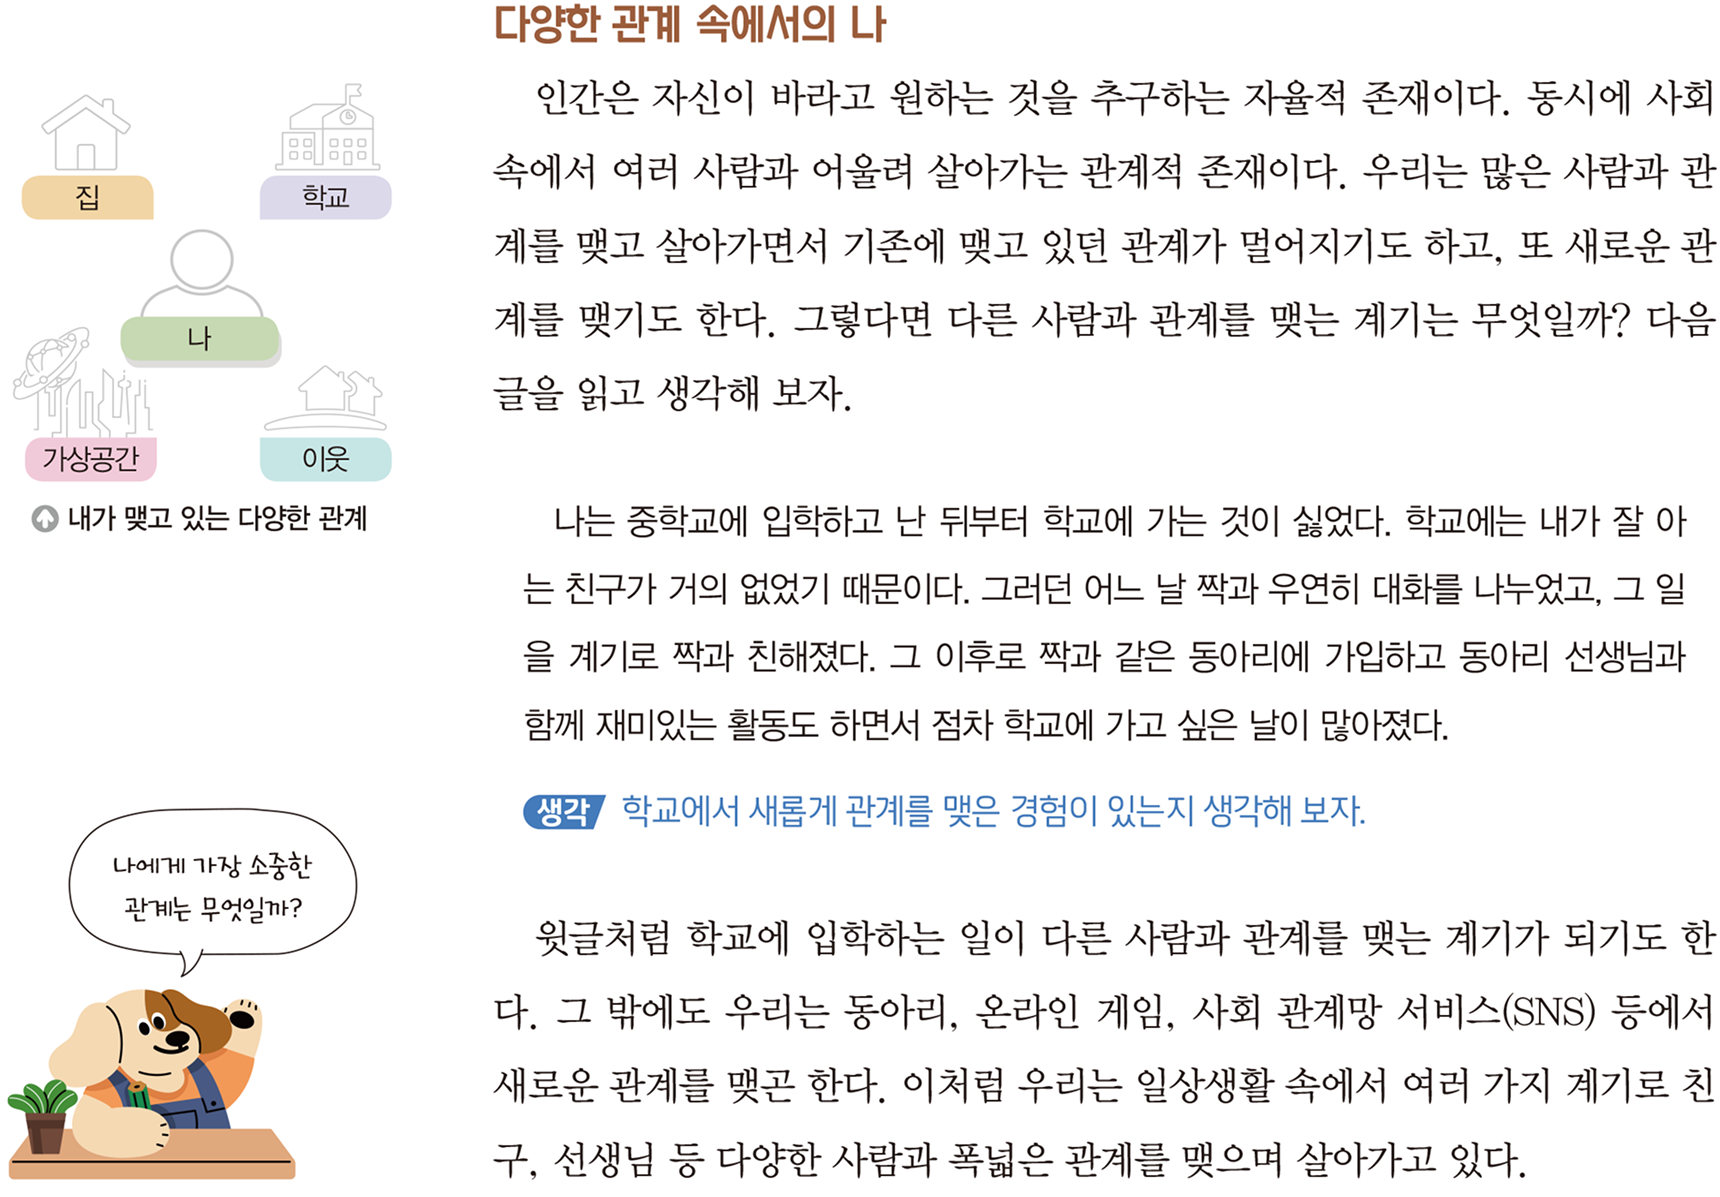 다양한 관계 속에서의 나
인간은 자신이 바라고 원하는 것을 추구하는 자율적 존재이다. 동시에 사회
속에서 여러 사람과 어울려 살아가는 관계적 존재이다. 우리는 많은 사람과 관
계를 맺고 살아가면서 기존에 맺고 있던 관계가 멀어지기도 하고, 또 새로운 관
계를 맺기도 한다. 그렇다면 다른 사람과 관계를 맺는 계기는 무엇일까? 다음
글을 읽고 생각해 보자.
집
학교
나
가상공간
이웃
내가 맺고 있는 다양한 관계
나는 중학교에 입학하고 난 뒤부터 학교에 가는 것이 싫었다. 학교에는 내가 잘 아
는 친구가 거의 없었기 때문이다. 그러던 어느 날 짝과 우연히 대화를 나누었고, 그 일
을 계기로 짝과 친해졌다. 그 이후로 짝과 같은 동아리에 가입하고 동아리 선생님과
함께 재미있는 활동도 하면서 점차 학교에 가고 싶은 날이 많아졌다.
생각 학교에서 새롭게 관계를 맺은 경험이 있는지 생각해 보자.
나에게 가장 소중한
관계는 무엇일까?
윗글처럼 학교에 입학하는 일이 다른 사람과 관계를 맺는 계기가 되기도 한
다. 그 밖에도 우리는 동아리, 온라인 게임, 사회 관계망 서비스(SNS) 등에서
새로운 관계를 맺곤 한다. 이처럼 우리는 일상생활 속에서 여러 가지 계기로 친
구, 선생님 등 다양한 사람과 폭넓은 관계를 맺으며 살아가고 있다.